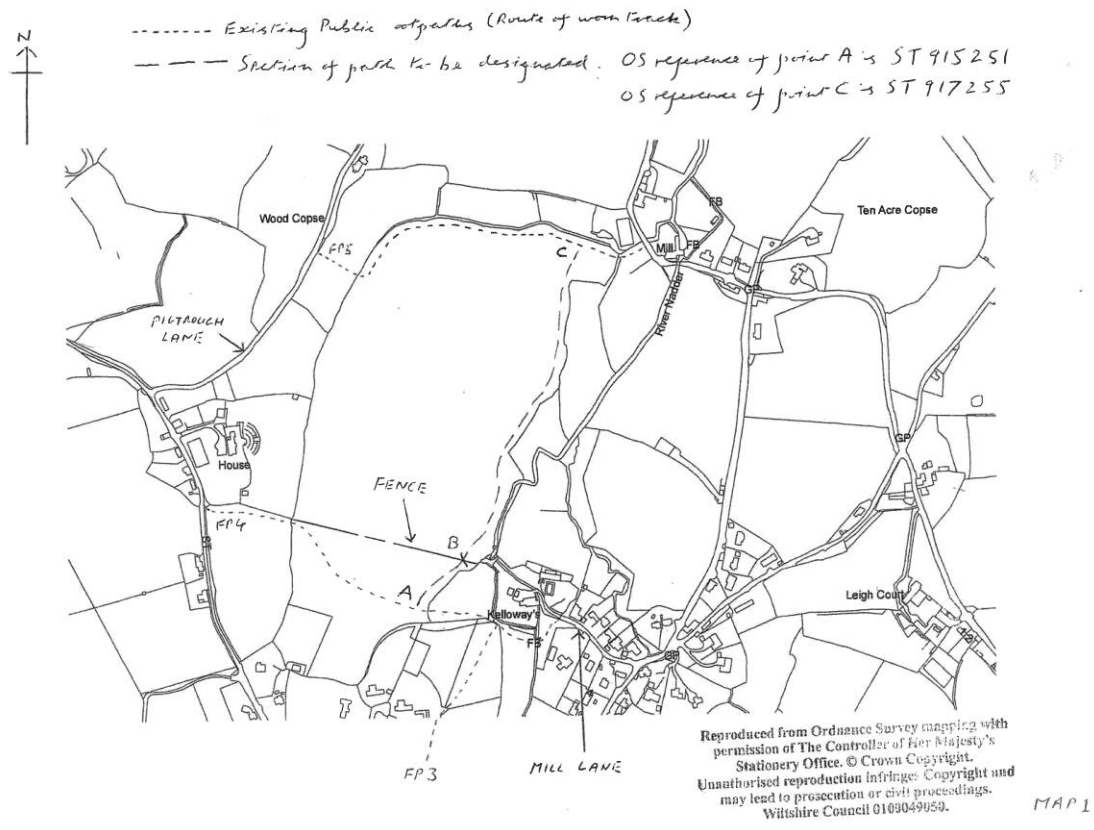 N
Existing Public ootpaths (Route of worn track)
Section of path to be designated. OS reference of point A is ST 915251
OS reference of point C is ST 917255
Wood Copse
FP5
FB
Ten Acre Copse
Mill
FB
C
GP
River Nadder
PIGTROUGH
LANE
GP
House
FENCE
FP4
B
A
Kelloway's
Leigh Court
GP
FP3
MILL LANE
Reproduced from Ordnance Survey mapping with
permission of The Controller of Her Majesty's
Stationery Office. © Crown Copyright.
Unauthorised reproduction infringes Copyright and
may lead to prosecution or civil proceedings.
Wiltshire Council 0100049050.
MAP 1